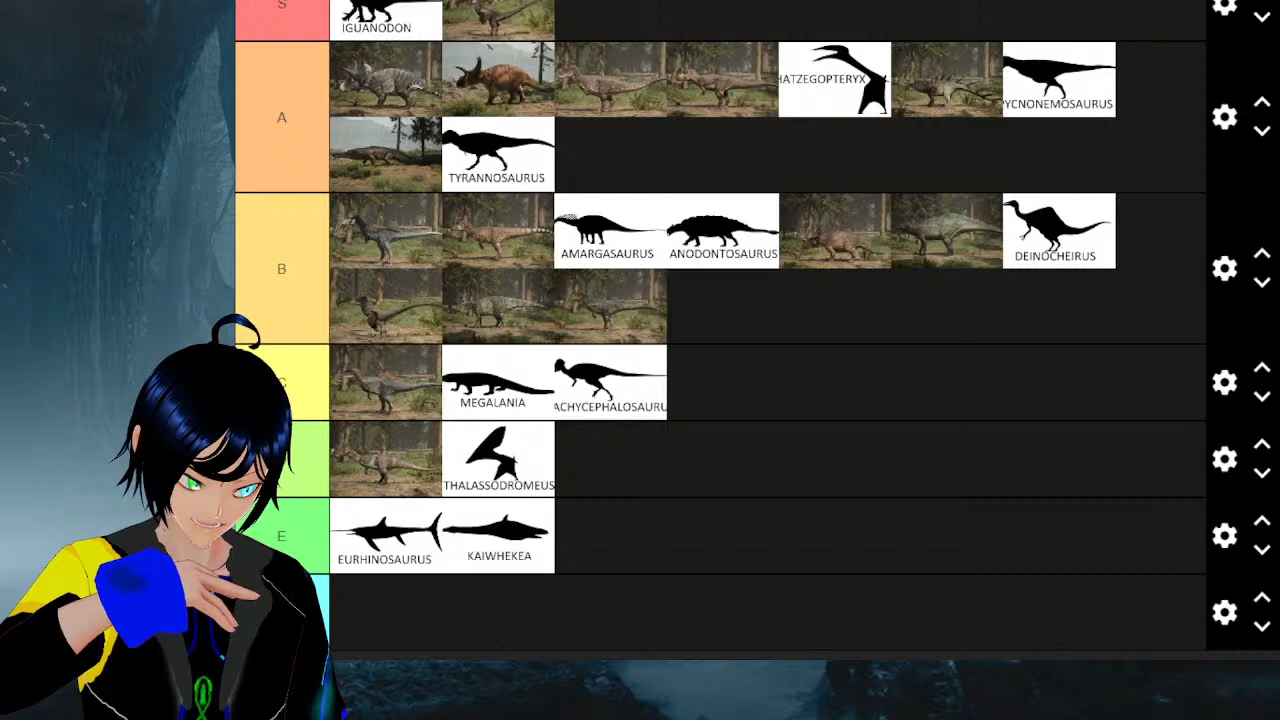 S
IGUANODON
A
HATZEGOPTERYX
YCNONEMOSAURUS
TYRANNOSAURUS
B
AMARGASAURUS
ANODONTOSAURUS
DEINOCHEIRUS
C
MEGALANIA
ACHYCEPHALOSAURU
THALASSODROMEUS
E
EURHINOSAURUS
KAIWHEKEA